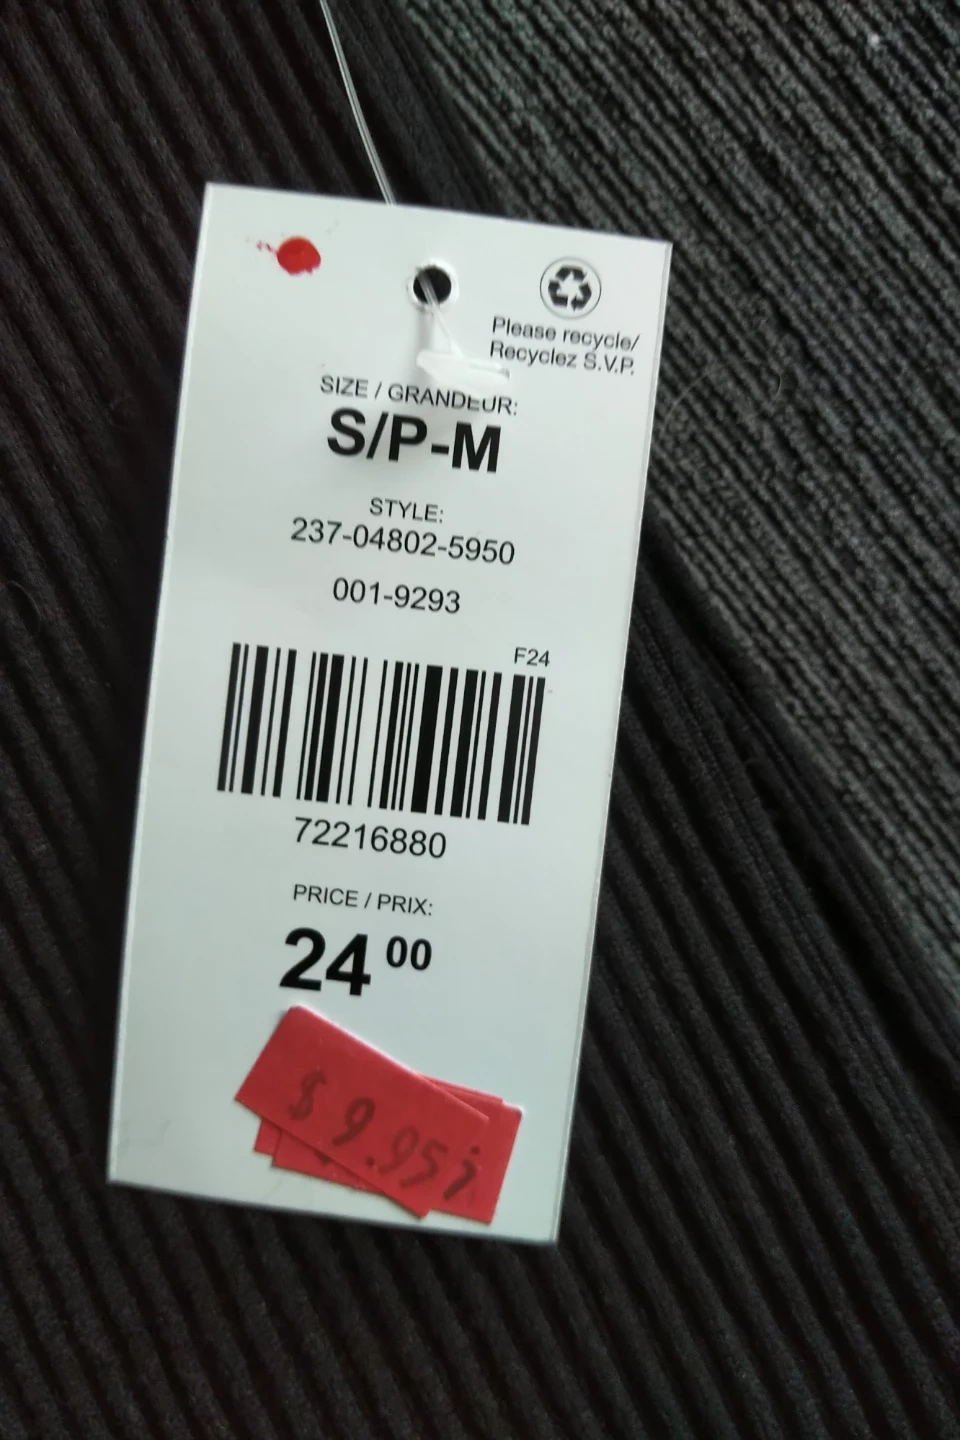 Please recycle/
Recyclez S.V.P.
SIZE / GRANDEUR:
S/P-M
STYLE:
237-04802-5950
001-9293
F24
72216880
PRICE / PRIX:
24 00
$ 9.95